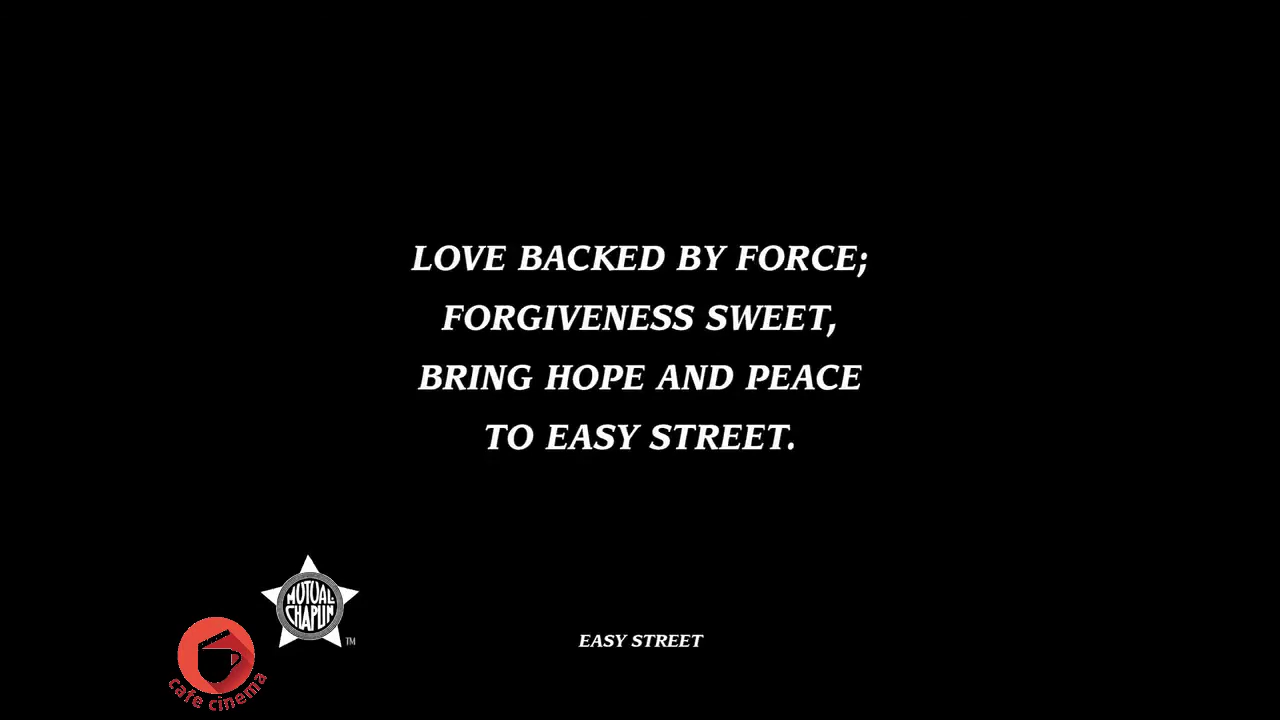 LOVE BACKED BY FORCE;
FORGIVENESS SWEET,
BRING HOPE AND PEACE
TO EASY STREET.
MUTUAL
CHAPLIN
TM
EASY STREET
cafe cinema